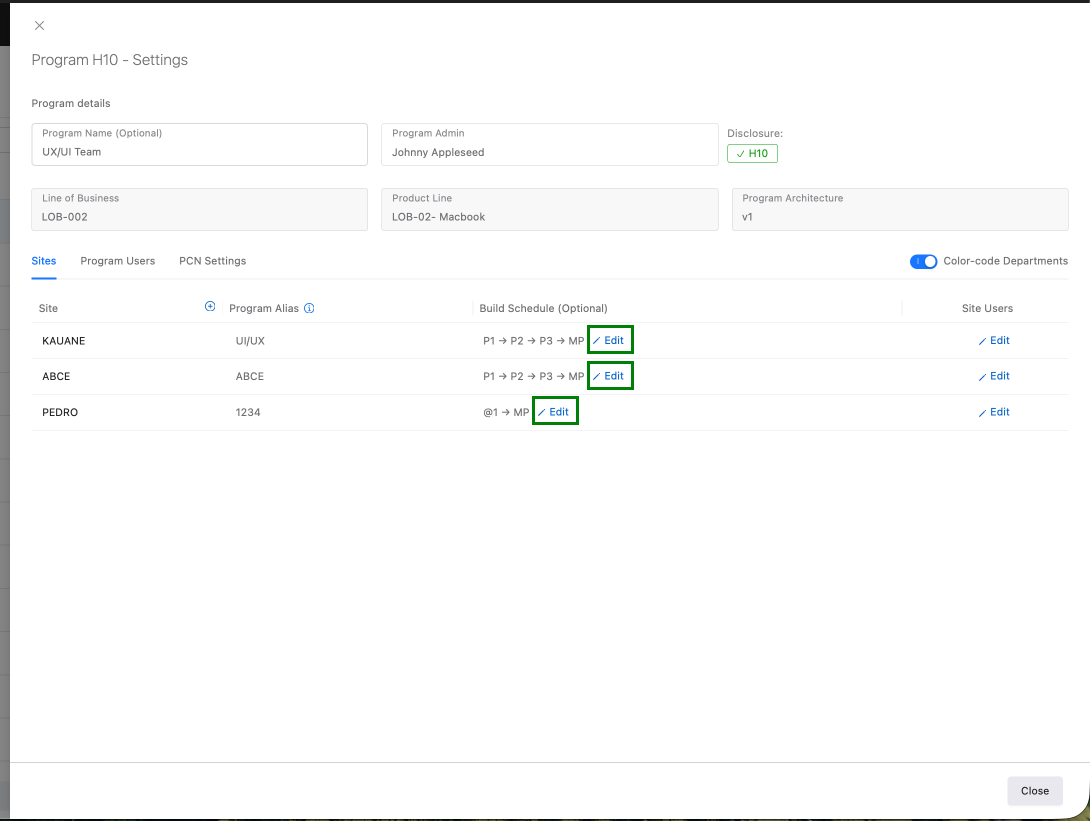 Program H10 - Settings
Program details
Program Name (Optional)
UX/UI Team
Program Admin
Johnny Appleseed
Disclosure:
H10
Line of Business
LOB-002
Product Line
LOB-02- Macbook
Program Architecture
v1
Sites Program Users PCN Settings Color-code Departments
Site Program Alias Build Schedule (Optional) Site Users
KAUANE UI/UX P1 → P2 → P3 → MP Edit Edit
ABCE ABCE P1 → P2 → P3 → MP Edit Edit
PEDRO 1234 @1 → MP Edit Edit
Close